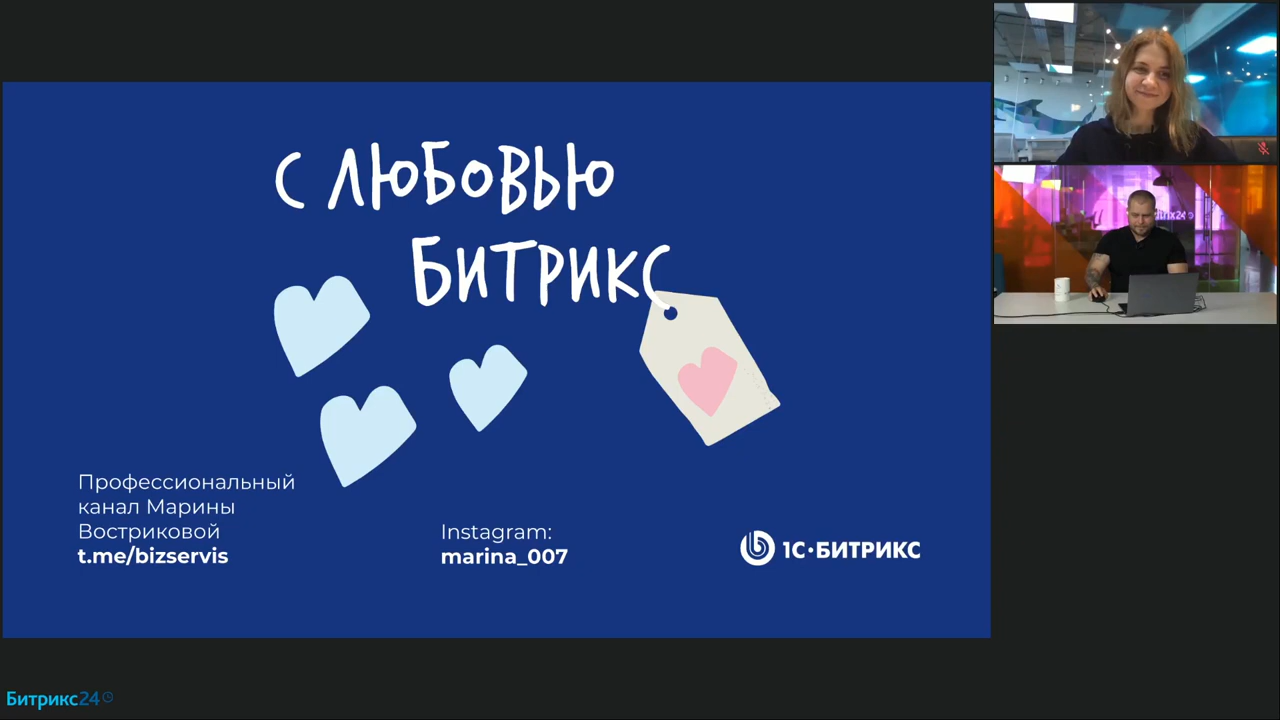 С ЛЮБОВЬЮ
БИТРИКС
Профессиональный
канал Марины
Востриковой
t.me/bizservis
Instagram:
marina_007
1С·БИТРИКС
Битрикс24